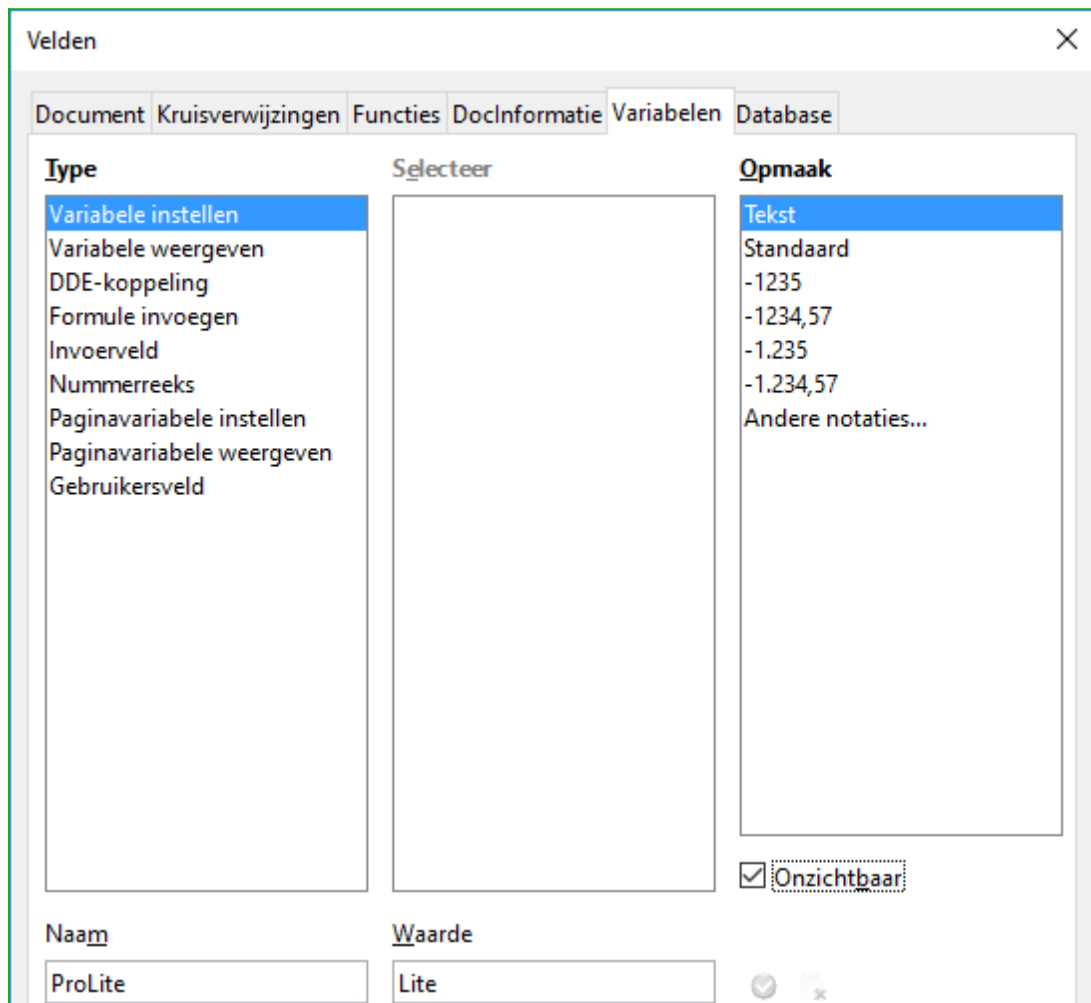 Velden
Document Kruisverwijzingen Functies DocInformatie Variabelen Database
Type
Selecteer
Opmaak
Variabele instellen
Variabele weergeven
DDE-koppeling
Formule invoegen
Invoerveld
Nummerreeks
Paginavariabele instellen
Paginavariabele weergeven
Gebruikersveld
Tekst
Standaard
-1235
-1234,57
-1.235
-1.234,57
Andere notaties...
Onzichtbaar
Naam
Waarde
ProLite
Lite